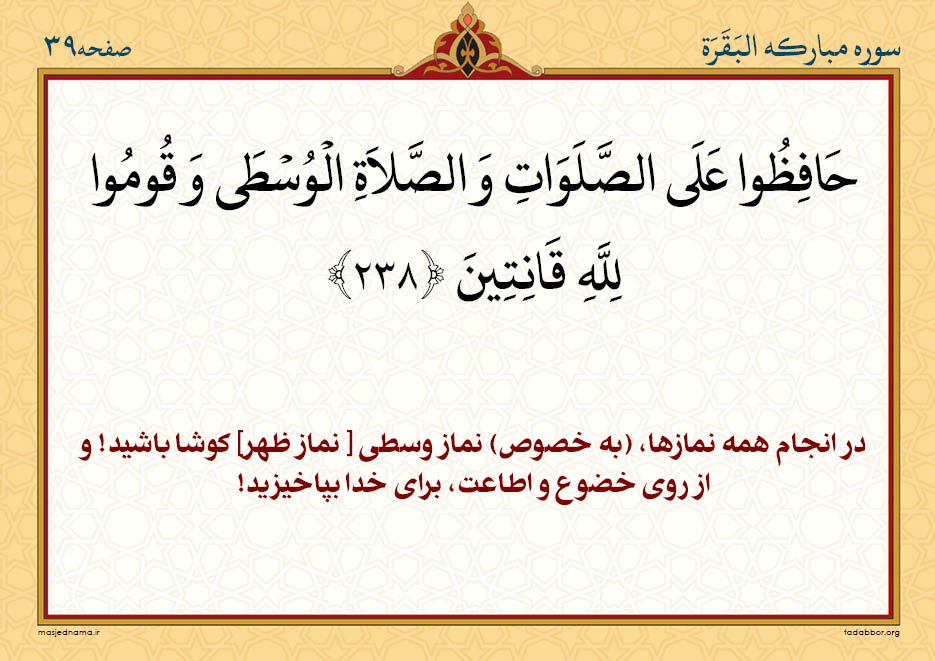 سوره مبارکه البَقَرَة
صفحه۳۹
حَافِظُوا عَلَى الصَّلَوَاتِ وَ الصَّلاَةِ الْوُسْطَى وَ قُومُوا
لِلَّهِ قَانِتِينَ ﴿۲۳۸﴾
در انجام همه نمازها، (به خصوص) نماز وسطی [ نماز ظهر] کوشا باشید! و
از روی خضوع و اطاعت، برای خدا بپاخیزید!
masjednama.ir
tadabbor.org